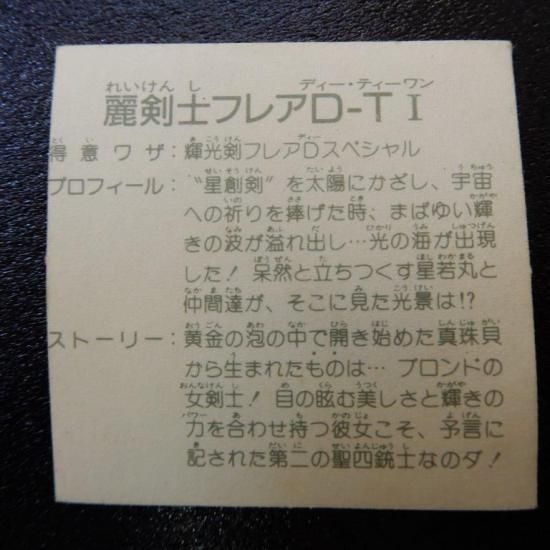 麗剣士フレアD-TⅠ
得意ワザ:輝光剣フレアDスペシャル
プロフィール:"星創剣"を太陽にかざし、宇宙
への祈りを捧げた時、まばゆい輝
きの波が溢れ出し…光の海が出現
した!呆然と立ちつくす星若丸と
仲間達が、そこに見た光景は!?
ストーリー:黄金の泡の中で開き始めた真珠貝
から生まれたものは…ブロンドの
女剣士!目の眩む美しさと輝きの
力を合わせ持つ彼女こそ、予言に
記された第二の聖四銃士なのダ!